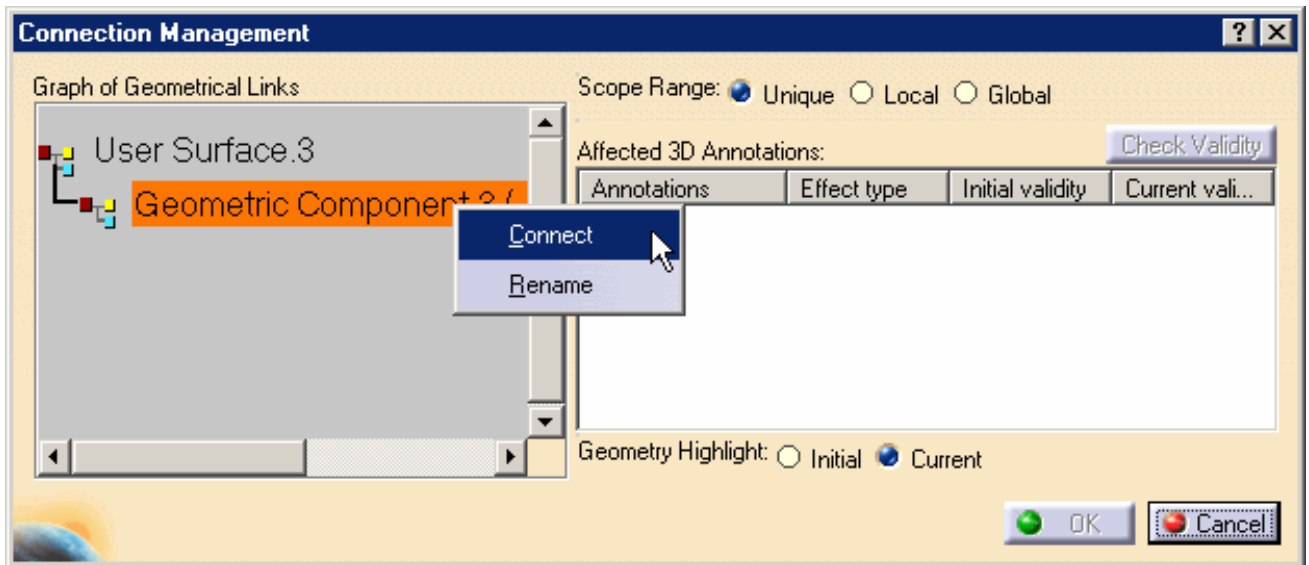 Connection Management
Graph of Geometrical Links
User Surface.3
Geometric Component.3 (
Connect
Rename
Scope Range: Unique Local Global
Check Validity
Affected 3D Annotations:
Annotations Effect type Initial validity Current vali...
Geometry Highlight: Initial Current
OK Cancel